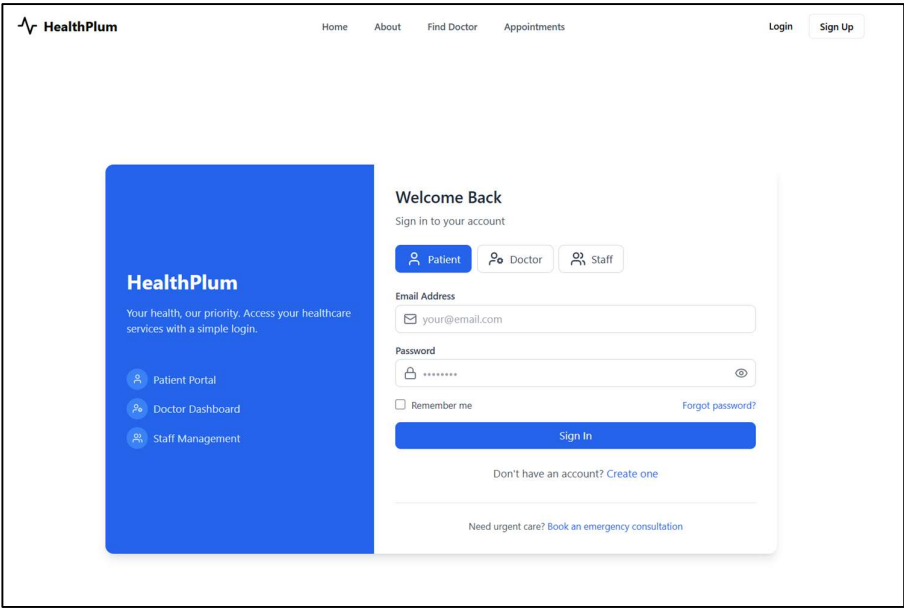 HealthPlum
Home About Find Doctor Appointments
Login Sign Up
HealthPlum
Your health, our priority. Access your healthcare
services with a simple login.
Patient Portal
Doctor Dashboard
Staff Management
Welcome Back
Sign in to your account
Patient Doctor Staff
Email Address
your@email.com
Password
••••••••
Remember me Forgot password?
Sign In
Don't have an account? Create one
Need urgent care? Book an emergency consultation